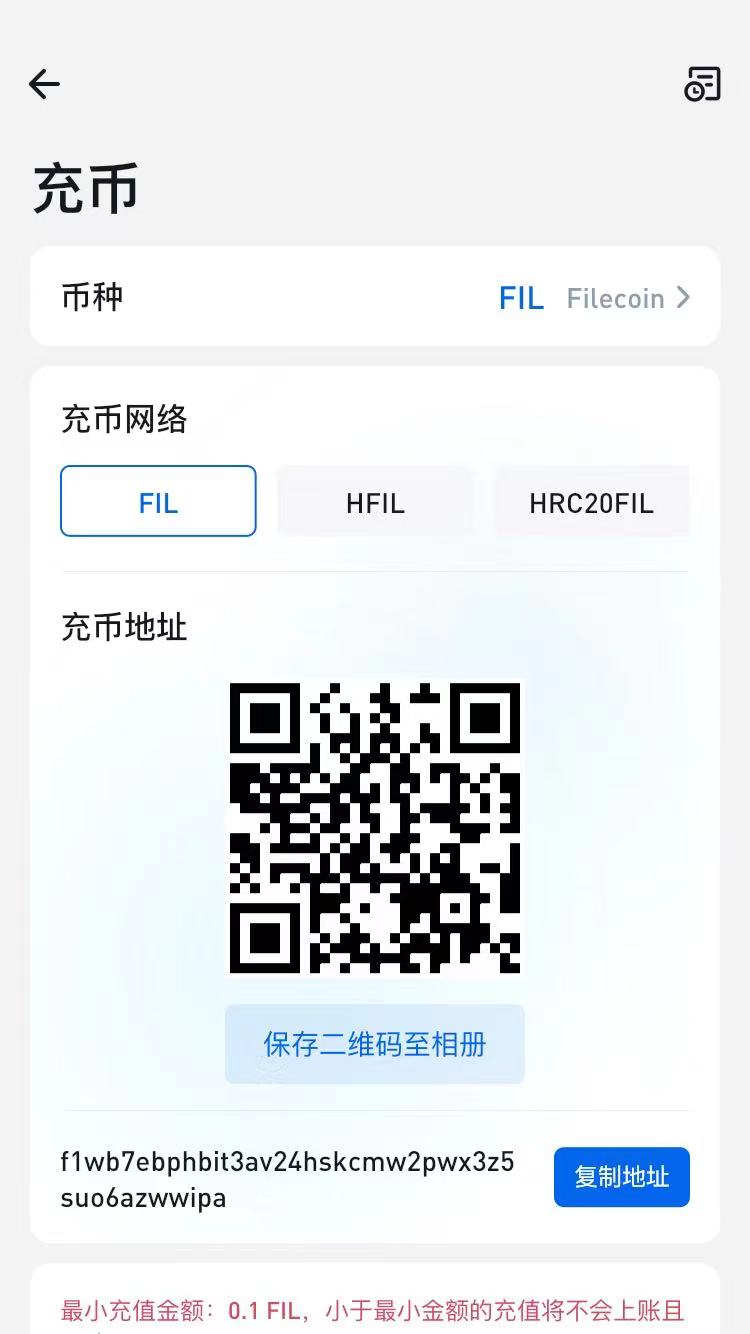 充币
币种 FIL Filecoin
充币网络
FIL HFIL HRC20FIL
充币地址
保存二维码至相册
f1wb7ebphbit3av24hskcmw2pwx3z5
suo6azwwipa
复制地址
最小充值金额：0.1 FIL，小于最小金额的充值将不会上账且